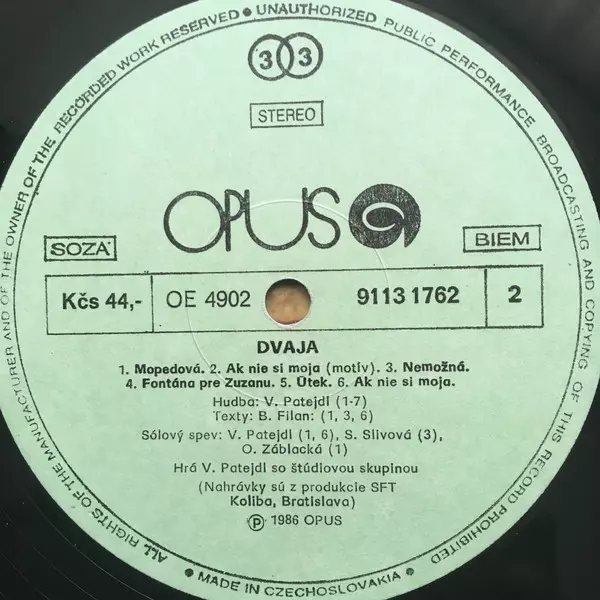 ALL RIGHTS OF THE MANUFACTURER AND OF THE OWNER OF THE RECORDED WORK RESERVED ● UNAUTHORIZED PUBLIC PERFORMANCE BROADCASTING AND COPYING OF THIS RECORD PROHIBITED
33
STEREO
OPUS
SOZA
BIEM
Kčs 44,- OE 4902 9113 1762 2
DVAJA
1. Mopedová. 2. Ak nie si moja (motív). 3. Nemožná.
4. Fontána pre Zuzanu. 5. Útek. 6. Ak nie si moja.
Hudba: V. Patejdl (1-7)
Texty: B. Filan: (1, 3, 6)
Sólový spev: V. Patejdl (1, 6), S. Slivová (3),
O. Záblacká (1)
Hrá V. Patejdl so štúdiovou skupinou
(Nahrávky sú z produkcie SFT
Koliba, Bratislava)
Ⓟ 1986 OPUS
● MADE IN CZECHOSLOVAKIA ●